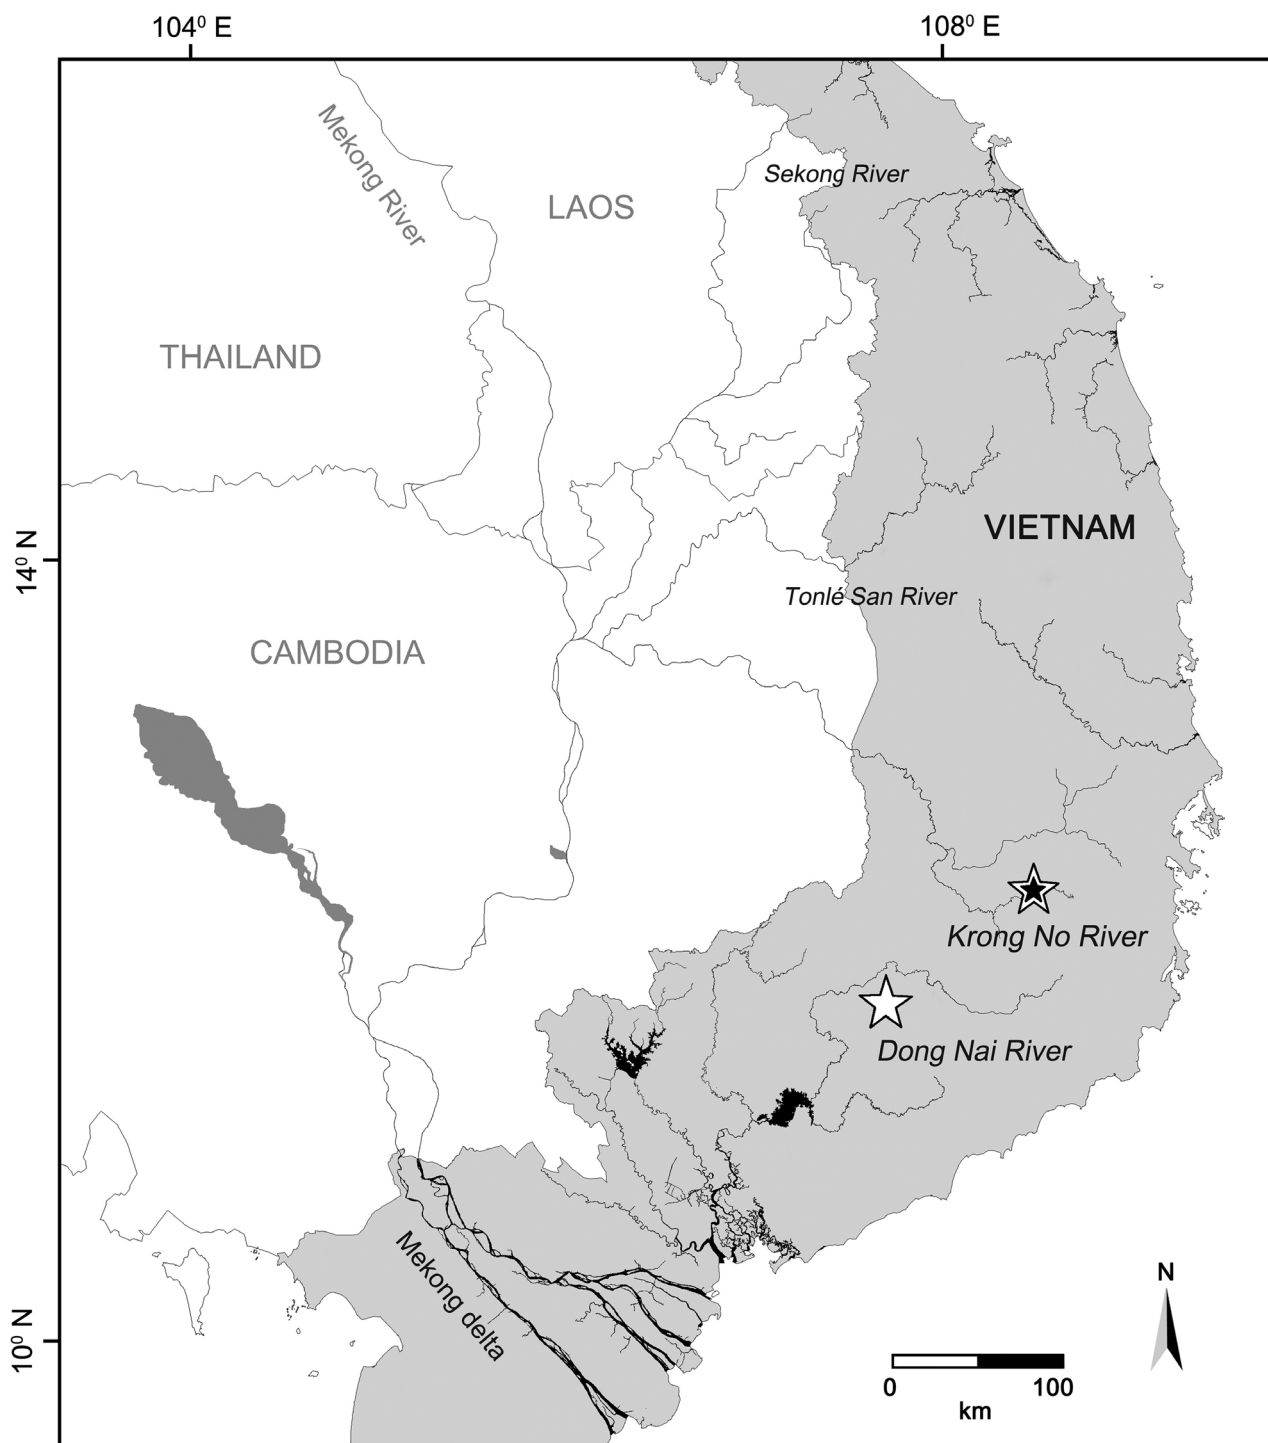 104⁰ E
108⁰ E
Mekong River
Sekong River
LAOS
THAILAND
VIETNAM
14⁰ N
Tonlé San River
CAMBODIA
Krong No River
Dong Nai River
Mekong delta
N
10⁰ N
0 100
km